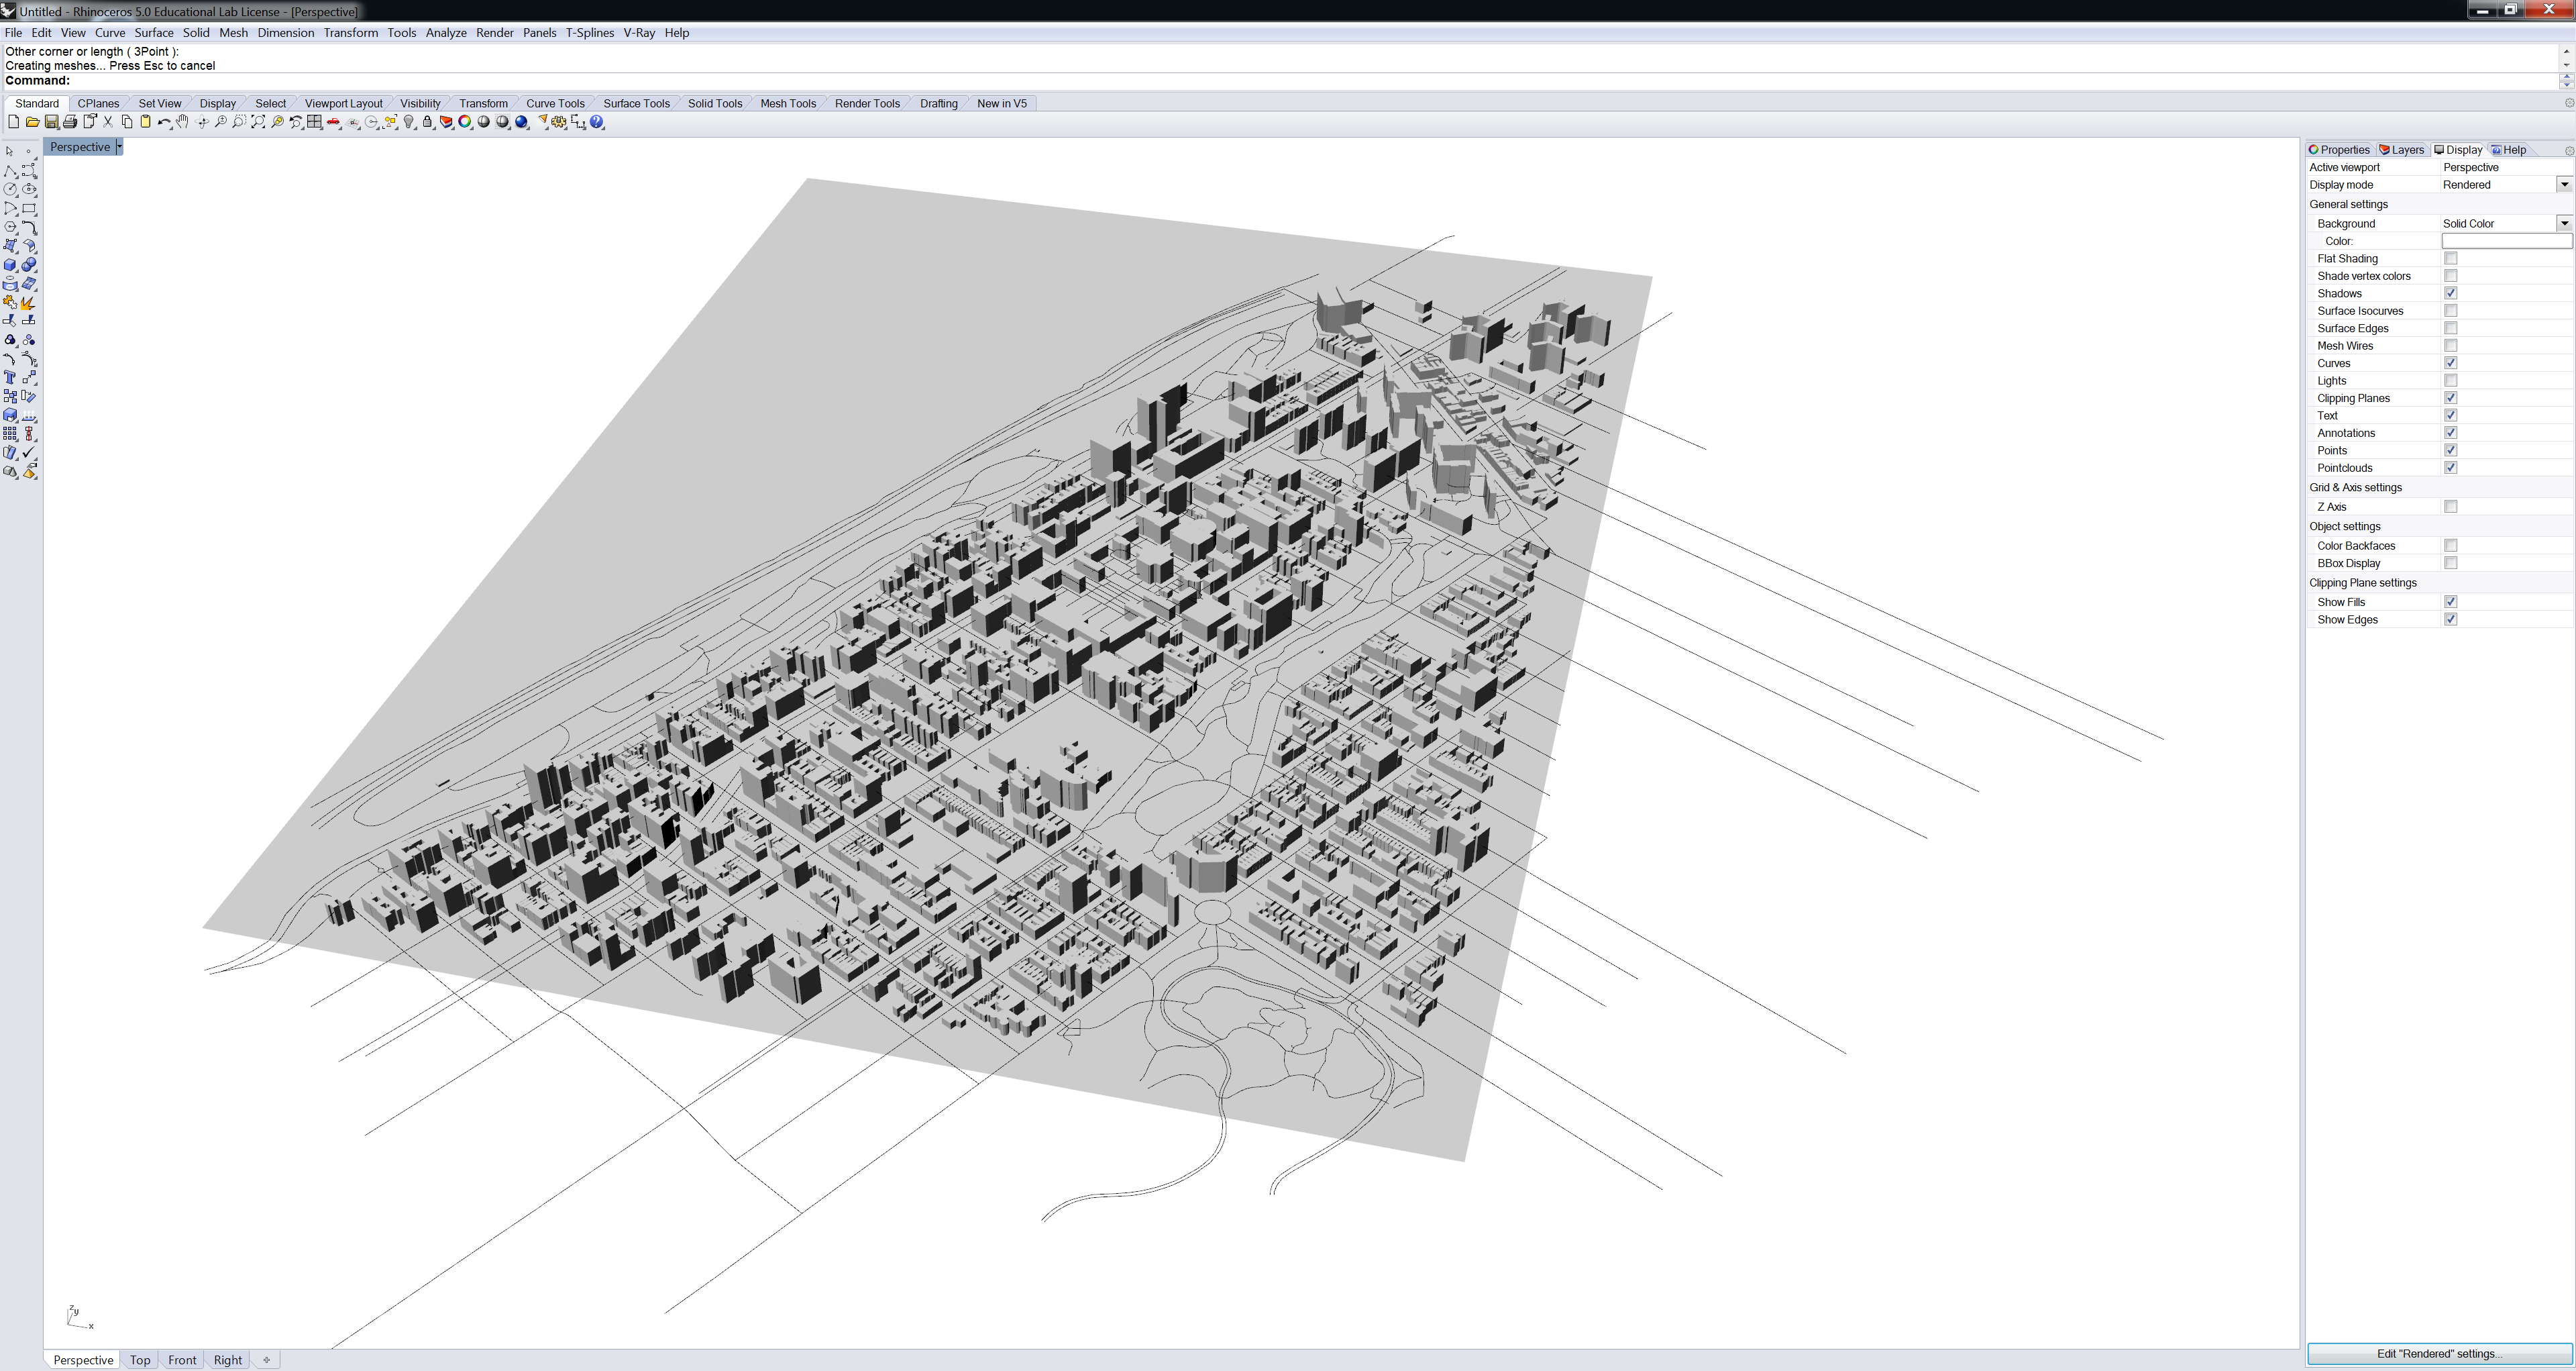 Untitled - Rhinoceros 5.0 Educational Lab License - [Perspective]
File Edit View Curve Surface Solid Mesh Dimension Transform Tools Analyze Render Panels T-Splines V-Ray Help
Other corner or length ( 3Point ):
Creating meshes... Press Esc to cancel
Command:
Standard CPlanes Set View Display Select Viewport Layout Visibility Transform Curve Tools Surface Tools Solid Tools Mesh Tools Render Tools Drafting New in V5
Perspective
Properties Layers Display Help
Active viewport Perspective
Display mode Rendered
General settings
Background Solid Color
Color:
Flat Shading
Shade vertex colors
Shadows
Surface Isocurves
Surface Edges
Mesh Wires
Curves
Lights
Clipping Planes
Text
Annotations
Points
Pointclouds
Grid & Axis settings
Z Axis
Object settings
Color Backfaces
BBox Display
Clipping Plane settings
Show Fills
Show Edges
z y
x
Perspective Top Front Right
Edit "Rendered" settings...